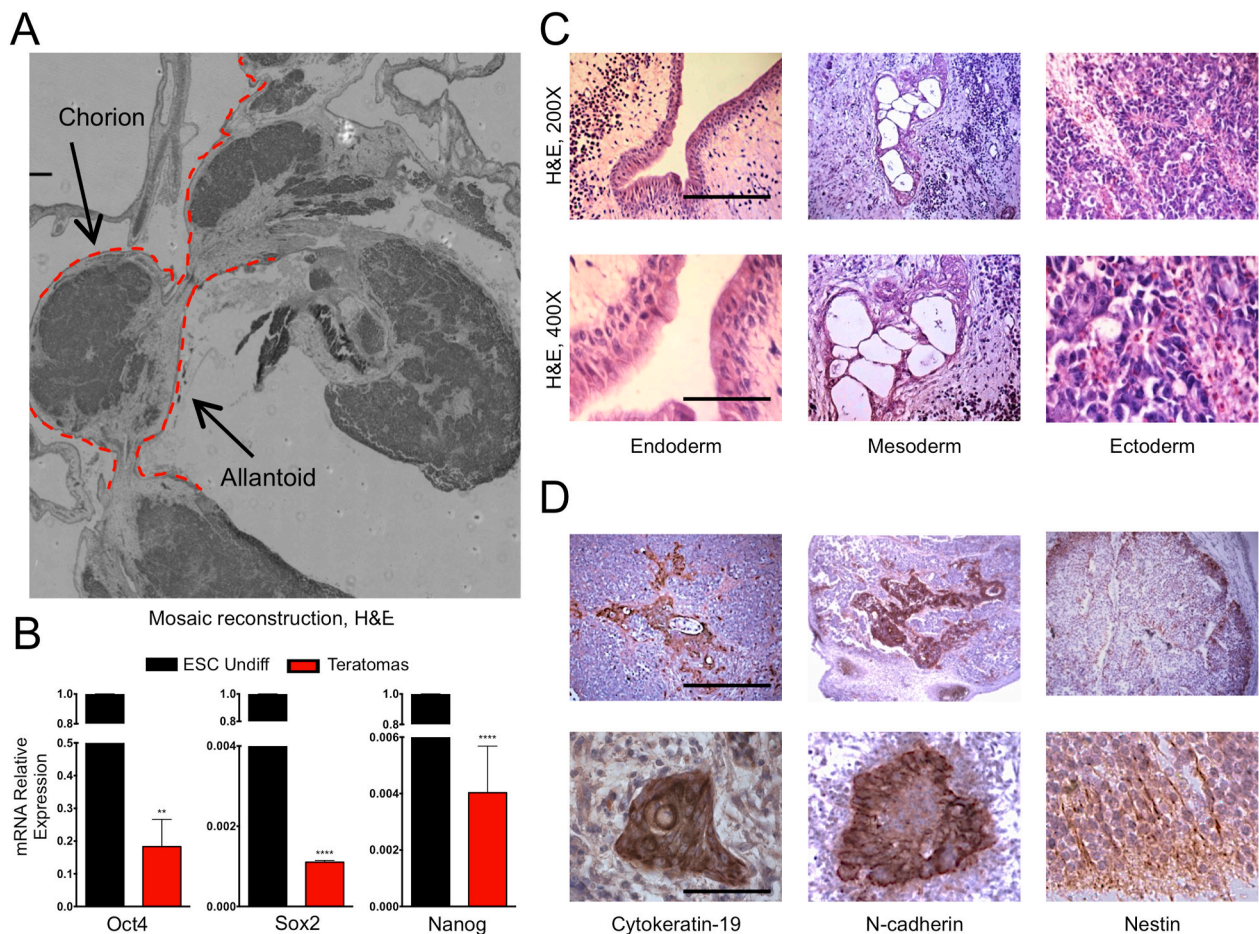 A
Chorion
Allantoid
Mosaic reconstruction, H&E
B
ESC Undiff
Teratomas
mRNA Relative
Expression
1.0
0.8
0.5
0.4
0.3
0.2
0.1
0.0
**
Oct4
1.0
0.8
0.004
0.002
0.000
****
Sox2
1.0
0.8
0.006
0.004
0.002
0.000
****
Nanog
C
H&E, 200X
H&E, 400X
Endoderm
Mesoderm
Ectoderm
D
Cytokeratin-19
N-cadherin
Nestin